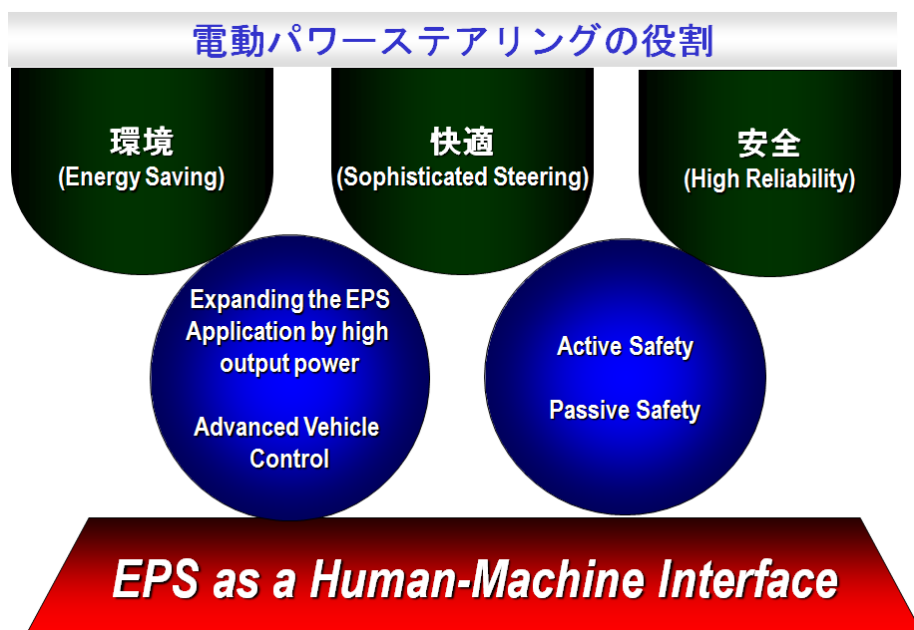 電動パワーステアリングの役割
環境
(Energy Saving)
快適
(Sophisticated Steering)
安全
(High Reliability)
Expanding the EPS
Application by high
output power
Advanced Vehicle
Control
Active Safety
Passive Safety
EPS as a Human-Machine Interface